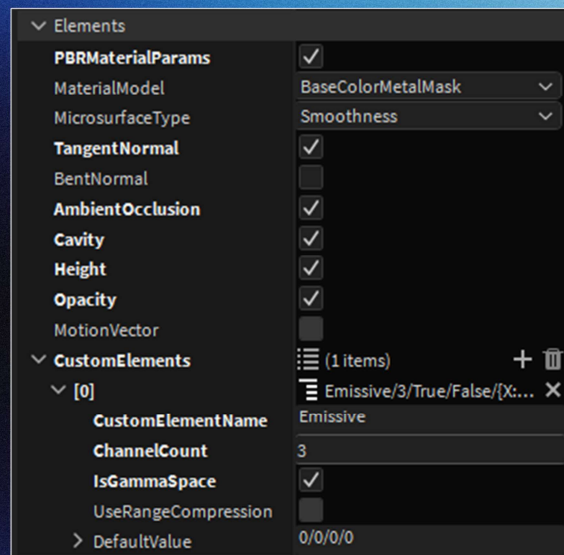 Elements
PBRMaterialParams
MaterialModel BaseColorMetalMask
MicrosurfaceType Smoothness
TangentNormal
BentNormal
AmbientOcclusion
Cavity
Height
Opacity
MotionVector
CustomElements (1 items)
[0] Emissive/3/True/False/{X:...
CustomElementName Emissive
ChannelCount 3
IsGammaSpace
UseRangeCompression
DefaultValue 0/0/0/0